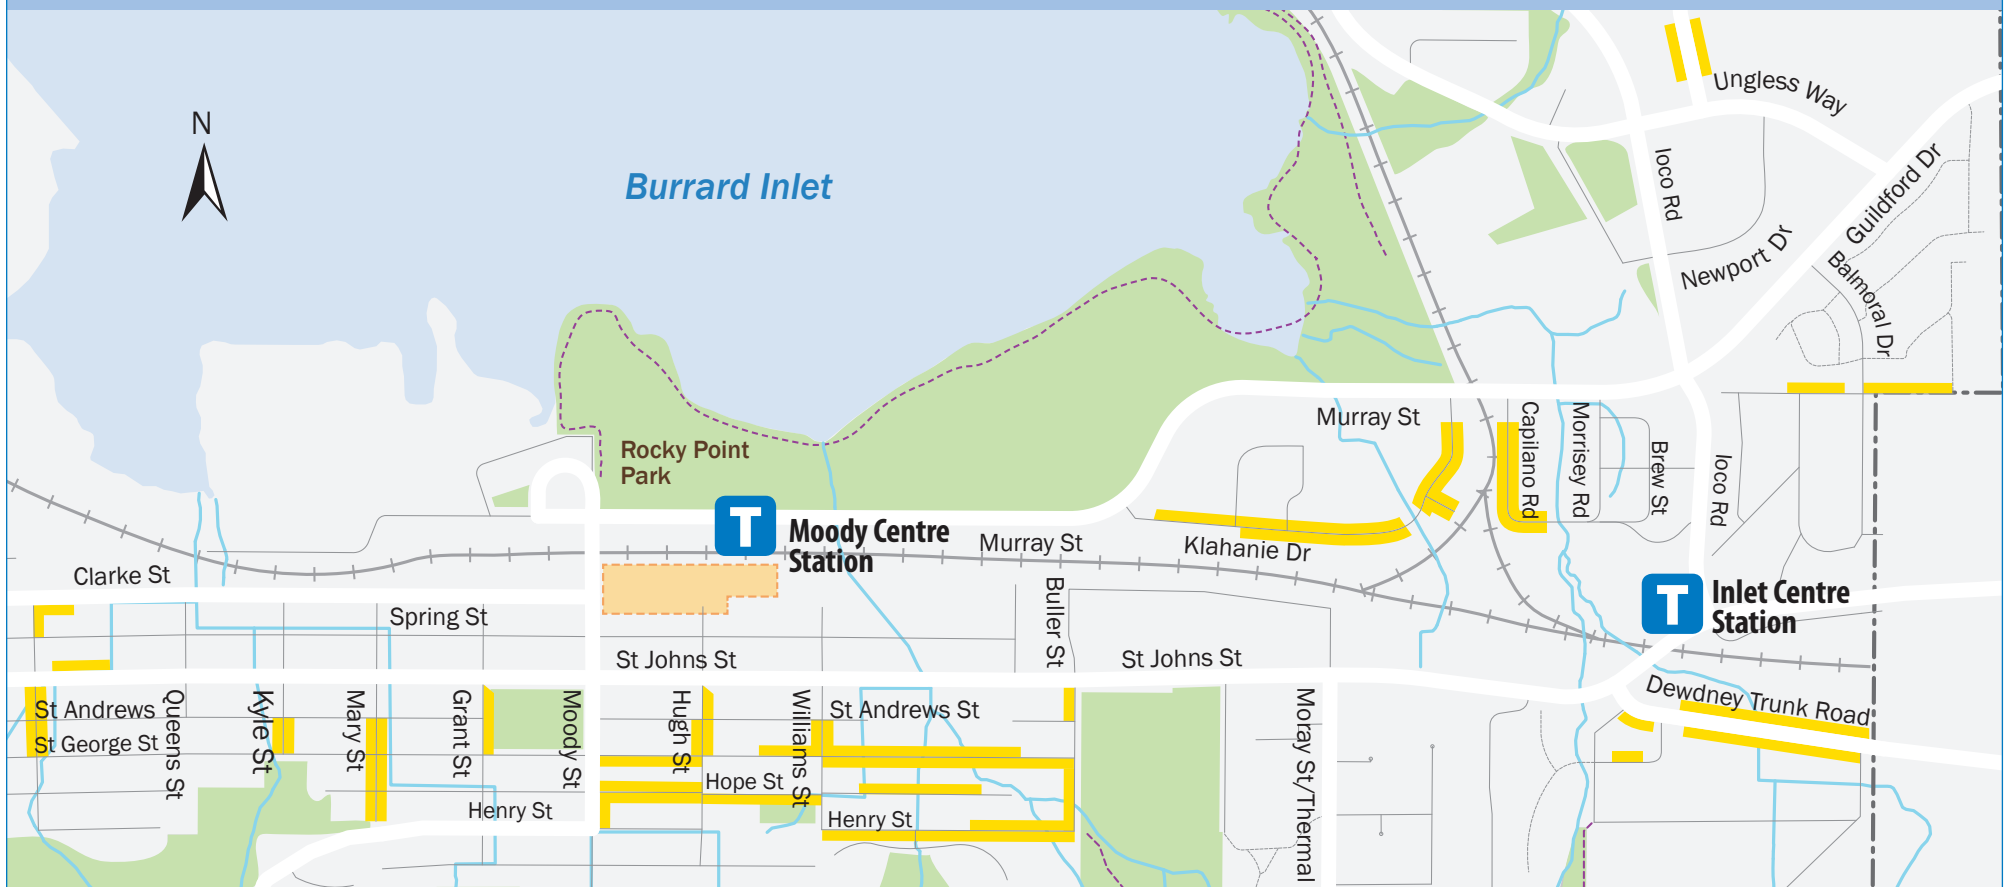 Ungless Way
N
Ioco Rd
Guildford Dr
Burrard Inlet
Newport Dr
Balmoral Dr
Murray St
Capilano Rd
Morrisey Rd
Brew St
Ioco Rd
Rocky Point
Park
T
Moody Centre
Station
Murray St
Klahanie Dr
Clarke St
Buller St
T
Inlet Centre
Station
Spring St
St Johns St
St Johns St
Dewdney Trunk Road
St Andrews
Queens St
Kyle St
Mary St
Grant St
Moody St
Hugh St
Williams St
St Andrews St
Moray St/Thermal
St George St
Hope St
Henry St
Henry St